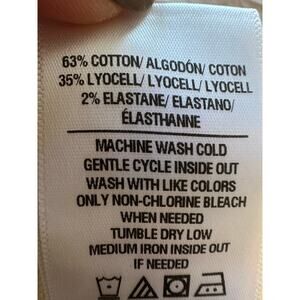 63% COTTON/ ALGODÓN/ COTON
35% LYOCELL/ LYOCELL/ LYOCELL
2% ELASTANE/ ELASTANO/
ÉLASTHANNE
MACHINE WASH COLD
GENTLE CYCLE INSIDE OUT
WASH WITH LIKE COLORS
ONLY NON-CHLORINE BLEACH
WHEN NEEDED
TUMBLE DRY LOW
MEDIUM IRON INSIDE OUT
IF NEEDED